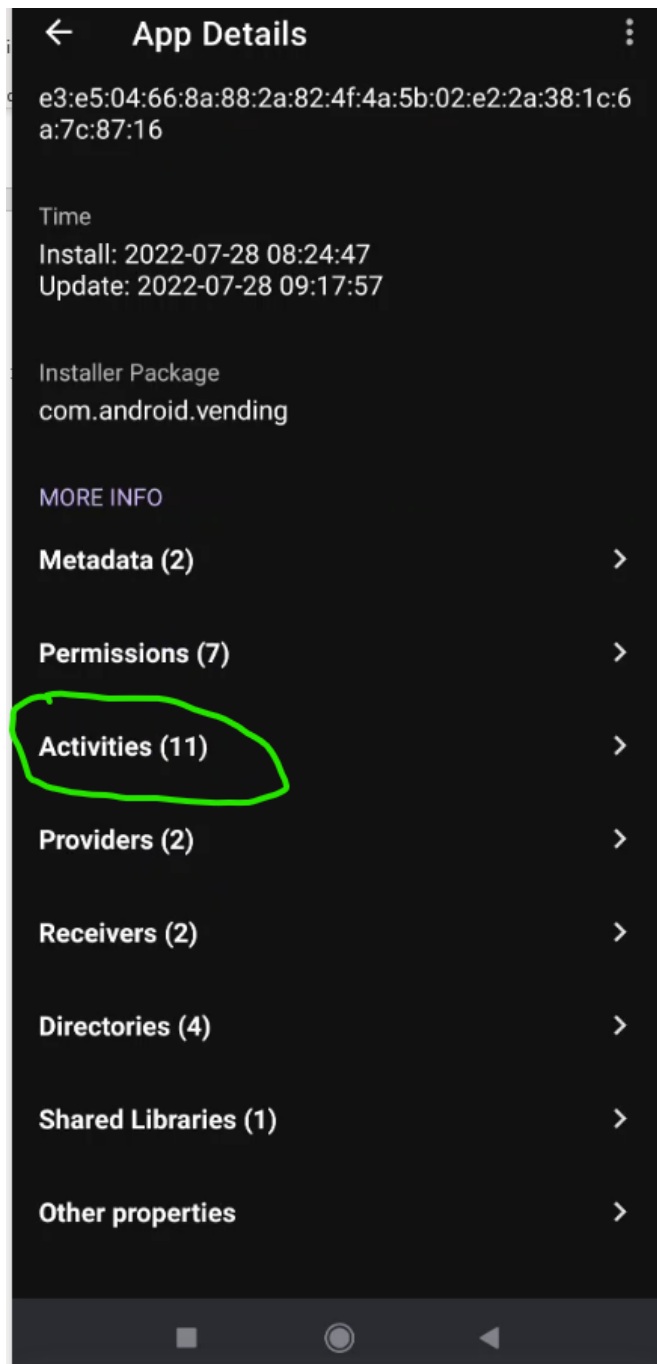 App Details
e3:e5:04:66:8a:88:2a:82:4f:4a:5b:02:e2:2a:38:1c:6
a:7c:87:16
Time
Install: 2022-07-28 08:24:47
Update: 2022-07-28 09:17:57
Installer Package
com.android.vending
MORE INFO
Metadata (2)
Permissions (7)
Activities (11)
Providers (2)
Receivers (2)
Directories (4)
Shared Libraries (1)
Other properties